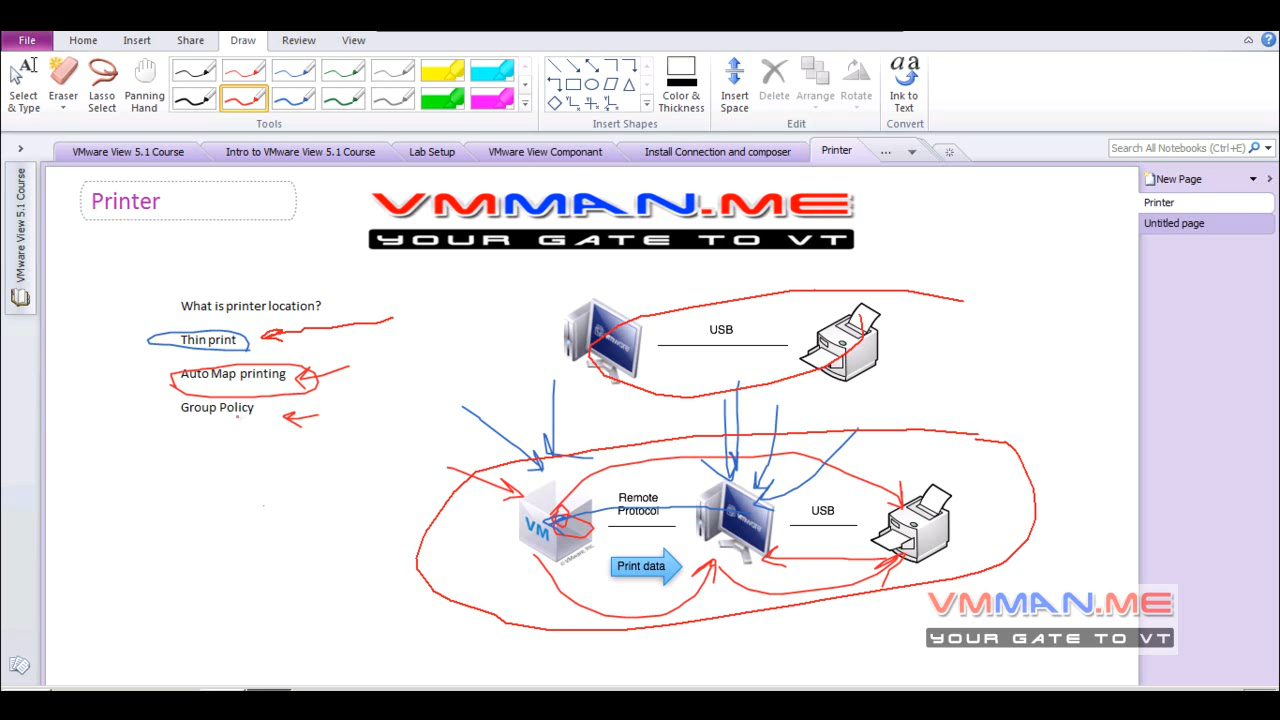 File Home Insert Share Draw Review View
Select & Type
Eraser
Lasso Select
Panning Hand
Color & Thickness
Insert Space
Delete
Arrange
Rotate
Ink to Text
Tools
Insert Shapes
Edit
Convert
VMware View 5.1 Course
Intro to VMware View 5.1 Course
Lab Setup
VMware View Componant
Install Connection and composer
Printer
...
Search All Notebooks (Ctrl+E)
VMware View 5.1 Course
New Page
Printer
Untitled page
Printer
VMMAN.ME
YOUR GATE TO VT
What is printer location?
Thin print
Auto Map printing
Group Policy
USB
VM
© VMware, Inc.
Remote
Protocol
USB
Print data
vmware
VMMAN.ME
YOUR GATE TO VT